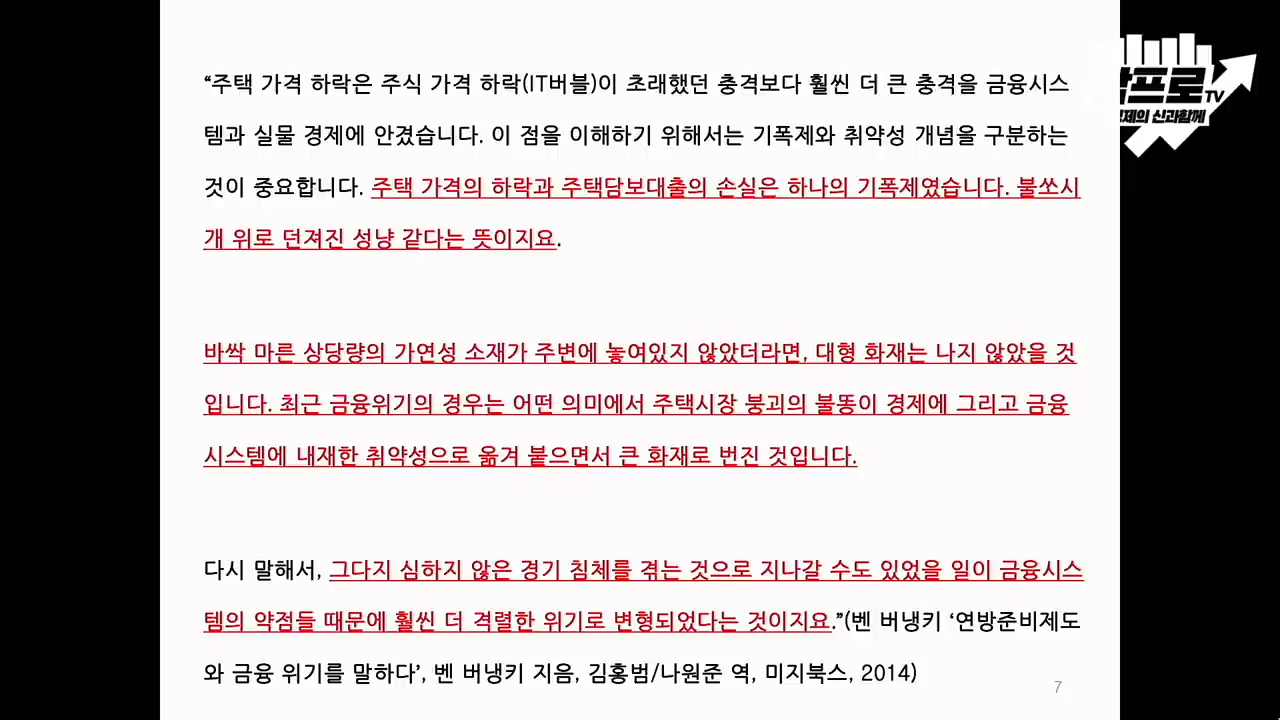 “주택 가격 하락은 주식 가격 하락(IT버블)이 초래했던 충격보다 훨씬 더 큰 충격을 금융시스
템과 실물 경제에 안겼습니다. 이 점을 이해하기 위해서는 기폭제와 취약성 개념을 구분하는
것이 중요합니다. 주택 가격의 하락과 주택담보대출의 손실은 하나의 기폭제였습니다. 불쏘시
개 위로 던져진 성냥 같다는 뜻이지요.
바싹 마른 상당량의 가연성 소재가 주변에 놓여있지 않았더라면, 대형 화재는 나지 않았을 것
입니다. 최근 금융위기의 경우는 어떤 의미에서 주택시장 붕괴의 불똥이 경제에 그리고 금융
시스템에 내재한 취약성으로 옮겨 붙으면서 큰 화재로 번진 것입니다.
다시 말해서, 그다지 심하지 않은 경기 침체를 겪는 것으로 지나갈 수도 있었을 일이 금융시스
템의 약점들 때문에 훨씬 더 격렬한 위기로 변형되었다는 것이지요.”(벤 버냉키 ‘연방준비제도
와 금융 위기를 말하다’, 벤 버냉키 지음, 김홍범/나원준 역, 미지북스, 2014)
7
프로TV
신과함께